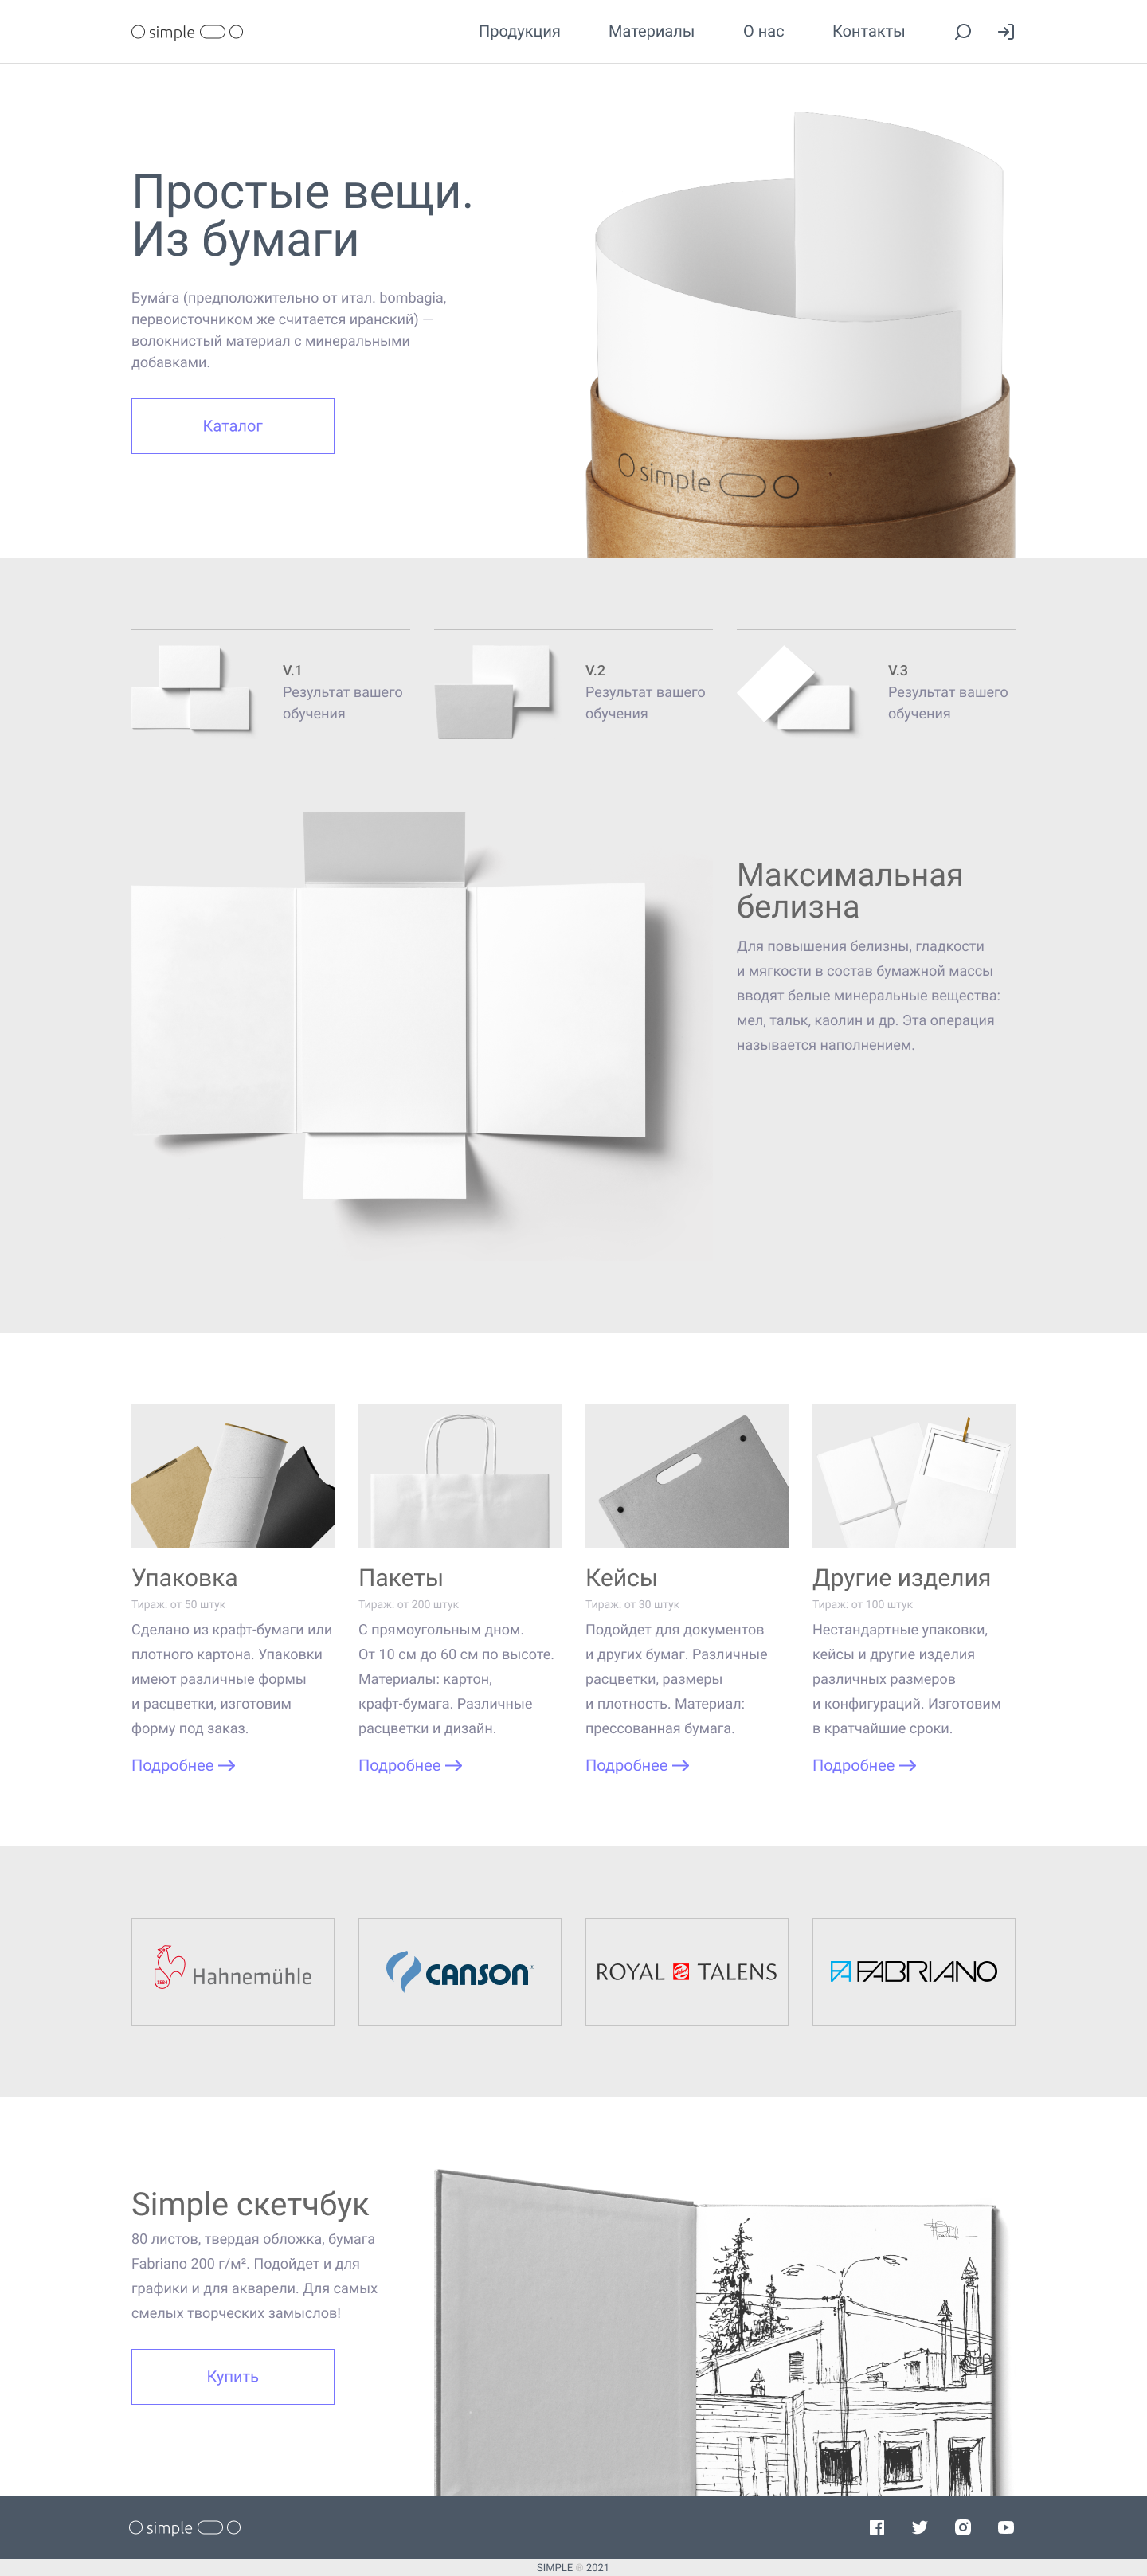 simple
Продукция
Материалы
О нас
Контакты
Простые вещи.
Из бумаги
Бума́га (предположительно от итал. bombagia,
первоисточником же считается иранский) —
волокнистый материал с минеральными
добавками.
Каталог
simple
V.1
Результат вашего
обучения
V.2
Результат вашего
обучения
V.3
Результат вашего
обучения
Максимальная
белизна
Для повышения белизны, гладкости
и мягкости в состав бумажной массы
вводят белые минеральные вещества:
мел, тальк, каолин и др. Эта операция
называется наполнением.
Упаковка
Тираж: от 50 штук
Сделано из крафт-бумаги или
плотного картона. Упаковки
имеют различные формы
и расцветки, изготовим
форму под заказ.
Подробнее
Пакеты
Тираж: от 200 штук
С прямоугольным дном.
От 10 см до 60 см по высоте.
Материалы: картон,
крафт-бумага. Различные
расцветки и дизайн.
Подробнее
Кейсы
Тираж: от 30 штук
Подойдет для документов
и других бумаг. Различные
расцветки, размеры
и плотность. Материал:
прессованная бумага.
Подробнее
Другие изделия
Тираж: от 100 штук
Нестандартные упаковки,
кейсы и другие изделия
различных размеров
и конфигураций. Изготовим
в кратчайшие сроки.
Подробнее
1584 Hahnemühle
CANSON®
ROYAL TALENS
FABRIANO
Simple скетчбук
80 листов, твердая обложка, бумага
Fabriano 200 г/м². Подойдет и для
графики и для акварели. Для самых
смелых творческих замыслов!
Купить
simple
SIMPLE ® 2021